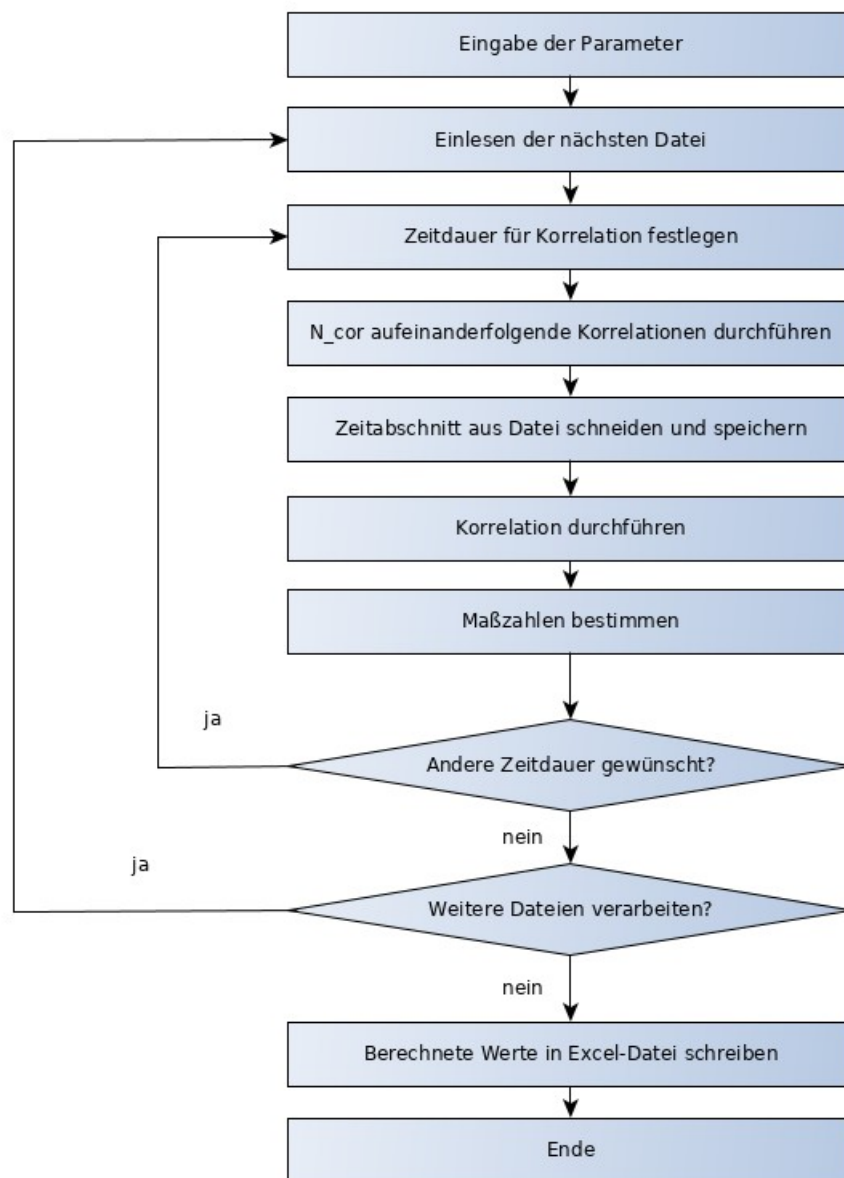 Eingabe der Parameter
Einlesen der nächsten Datei
Zeitdauer für Korrelation festlegen
N_cor aufeinanderfolgende Korrelationen durchführen
Zeitabschnitt aus Datei schneiden und speichern
Korrelation durchführen
Maßzahlen bestimmen
ja
Andere Zeitdauer gewünscht?
nein
ja
Weitere Dateien verarbeiten?
nein
Berechnete Werte in Excel-Datei schreiben
Ende